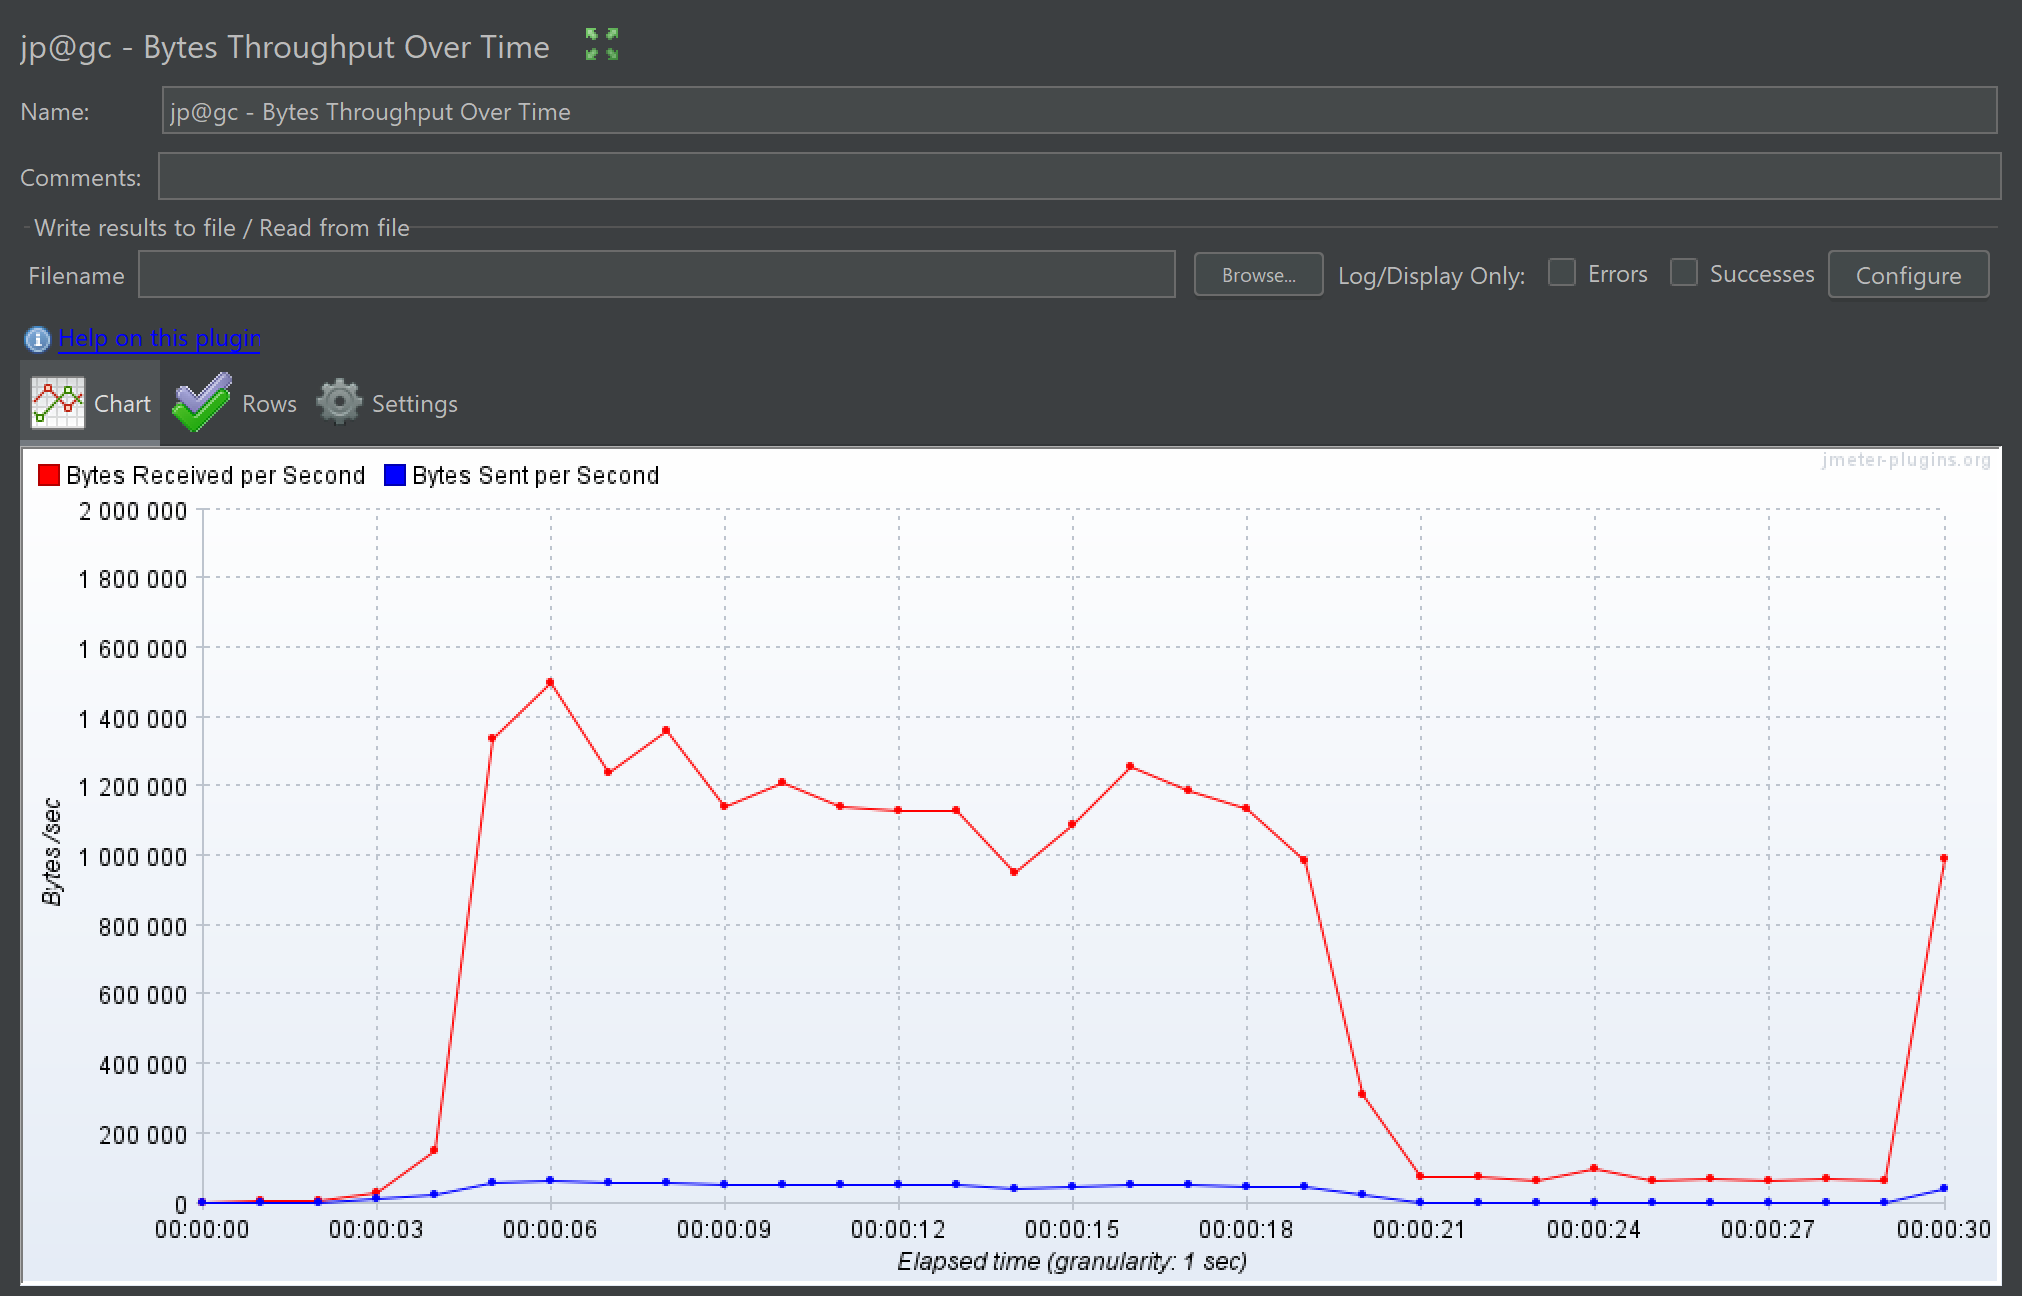 jp@gc - Bytes Throughput Over Time
Name: jp@gc - Bytes Throughput Over Time
Comments:
Write results to file / Read from file
Filename Browse... Log/Display Only: Errors Successes Configure
Help on this plugin
Chart Rows Settings
Bytes Received per Second Bytes Sent per Second
jmeter-plugins.org
2 000 000
1 800 000
1 600 000
1 400 000
1 200 000
1 000 000
800 000
600 000
400 000
200 000
0
Bytes /sec
00:00:00 00:00:03 00:00:06 00:00:09 00:00:12 00:00:15 00:00:18 00:00:21 00:00:24 00:00:27 00:00:30
Elapsed time (granularity: 1 sec)